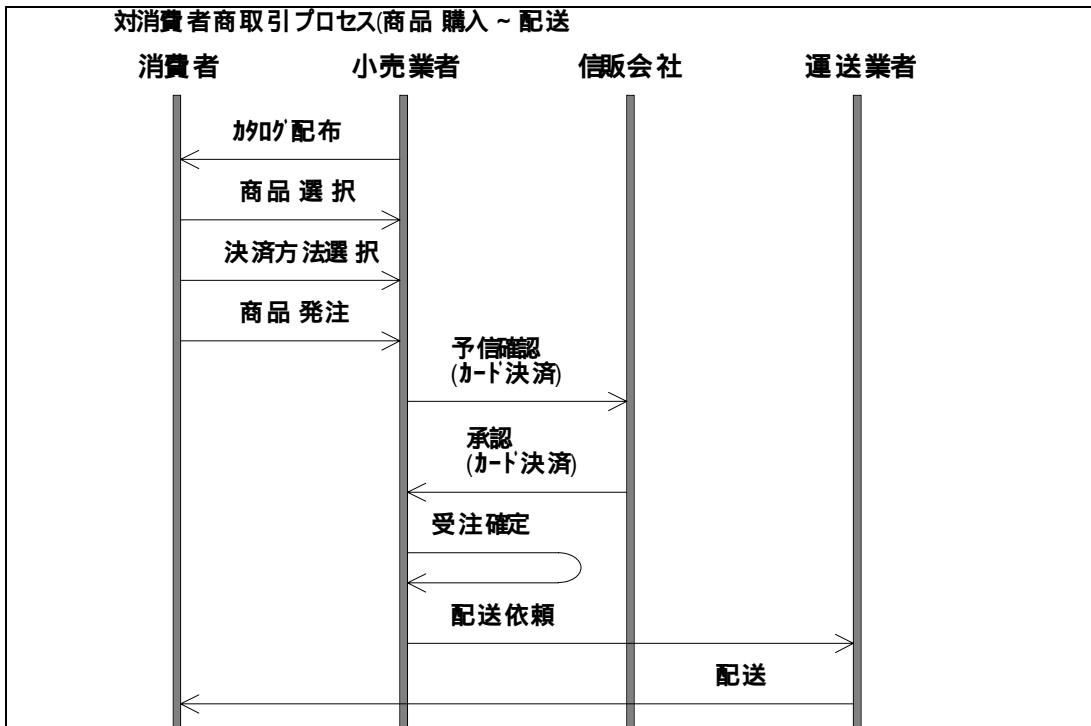 対消費者商取引プロセス(商品購入~配送
消費者 小売業者 信販会社 運送業者
ｶﾀﾛｸﾞ配布
商品選択
決済方法選択
商品発注
予信確認
(ｶｰﾄﾞ決済)
承認
(ｶｰﾄﾞ決済)
受注確定
配送依頼
配送